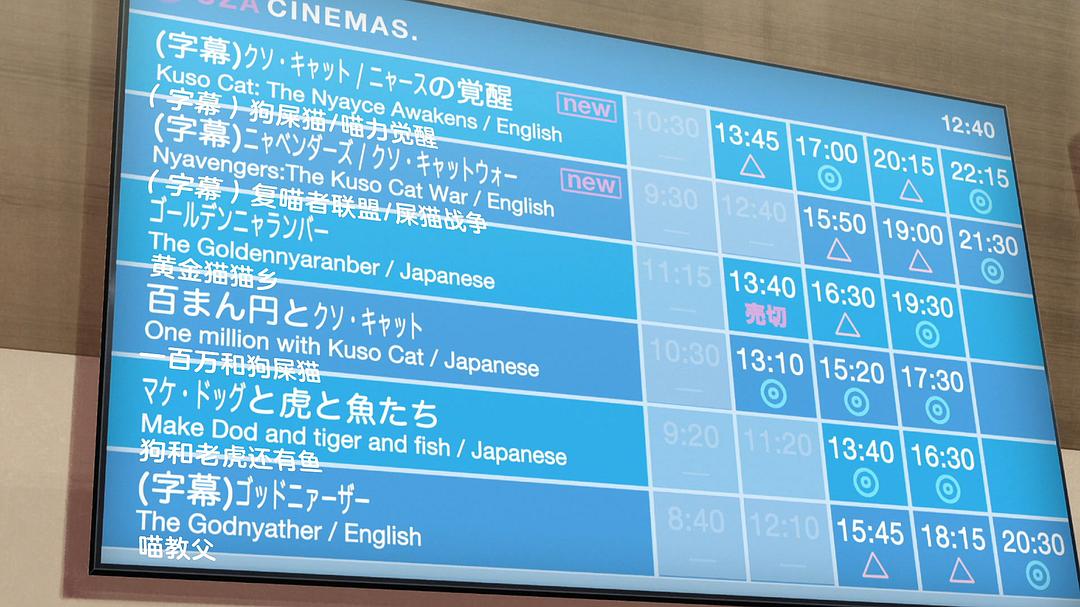 CINEMAS.
12:40
(字幕)クソ・キャット / ニャースの覚醒
Kuso Cat: The Nyayce Awakens / English
(字幕) 狗屎猫/喵力觉醒
new
10:30 13:45 17:00 20:15 22:15
— △ ◎ △ ◎
(字幕)ニャベンダーズ / クソ・キャットウォー
Nyavengers:The Kuso Cat War / English
(字幕) 复喵者联盟/屎猫战争
new
9:30 12:40 15:50 19:00 21:30
— — △ △ ◎
ゴールデンニャランバー
The Goldennyaranber / Japanese
黄金猫猫乡
11:15 13:40 16:30 19:30
— 売切 △ ◎
百まん円とクソ・キャット
One million with Kuso Cat / Japanese
一百万和狗屎猫
10:30 13:10 15:20 17:30
— ◎ ◎ ◎
マケ・ドッグと虎と魚たち
Make Dod and tiger and fish / Japanese
狗和老虎还有鱼
9:20 11:20 13:40 16:30
— — ◎ ◎
(字幕)ゴッドニァーザー
The Godnyather / English
喵教父
8:40 12:10 15:45 18:15 20:30
— — △ △ ◎